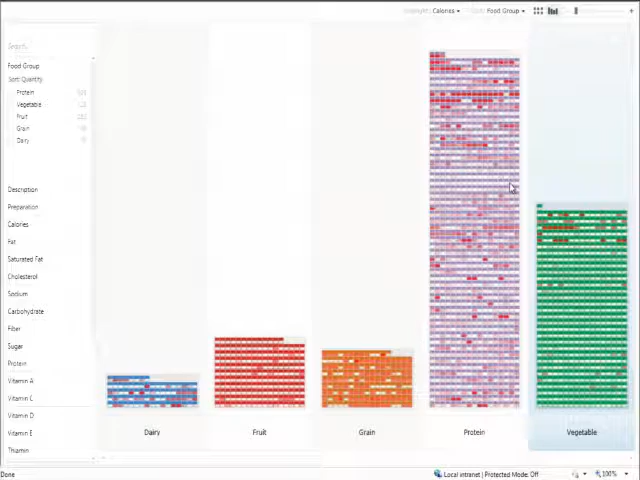 Calories
Food Group
Search
Food Group
Sort: Quantity
Protein
Vegetable
Fruit
Grain
Dairy
Description
Preparation
Calories
Fat
Saturated Fat
Cholesterol
Sodium
Carbohydrate
Fiber
Sugar
Protein
Vitamin A
Vitamin C
Vitamin D
Vitamin E
Thiamin
Dairy Fruit Grain Protein Vegetable
Done Local intranet | Protected Mode: Off 100%